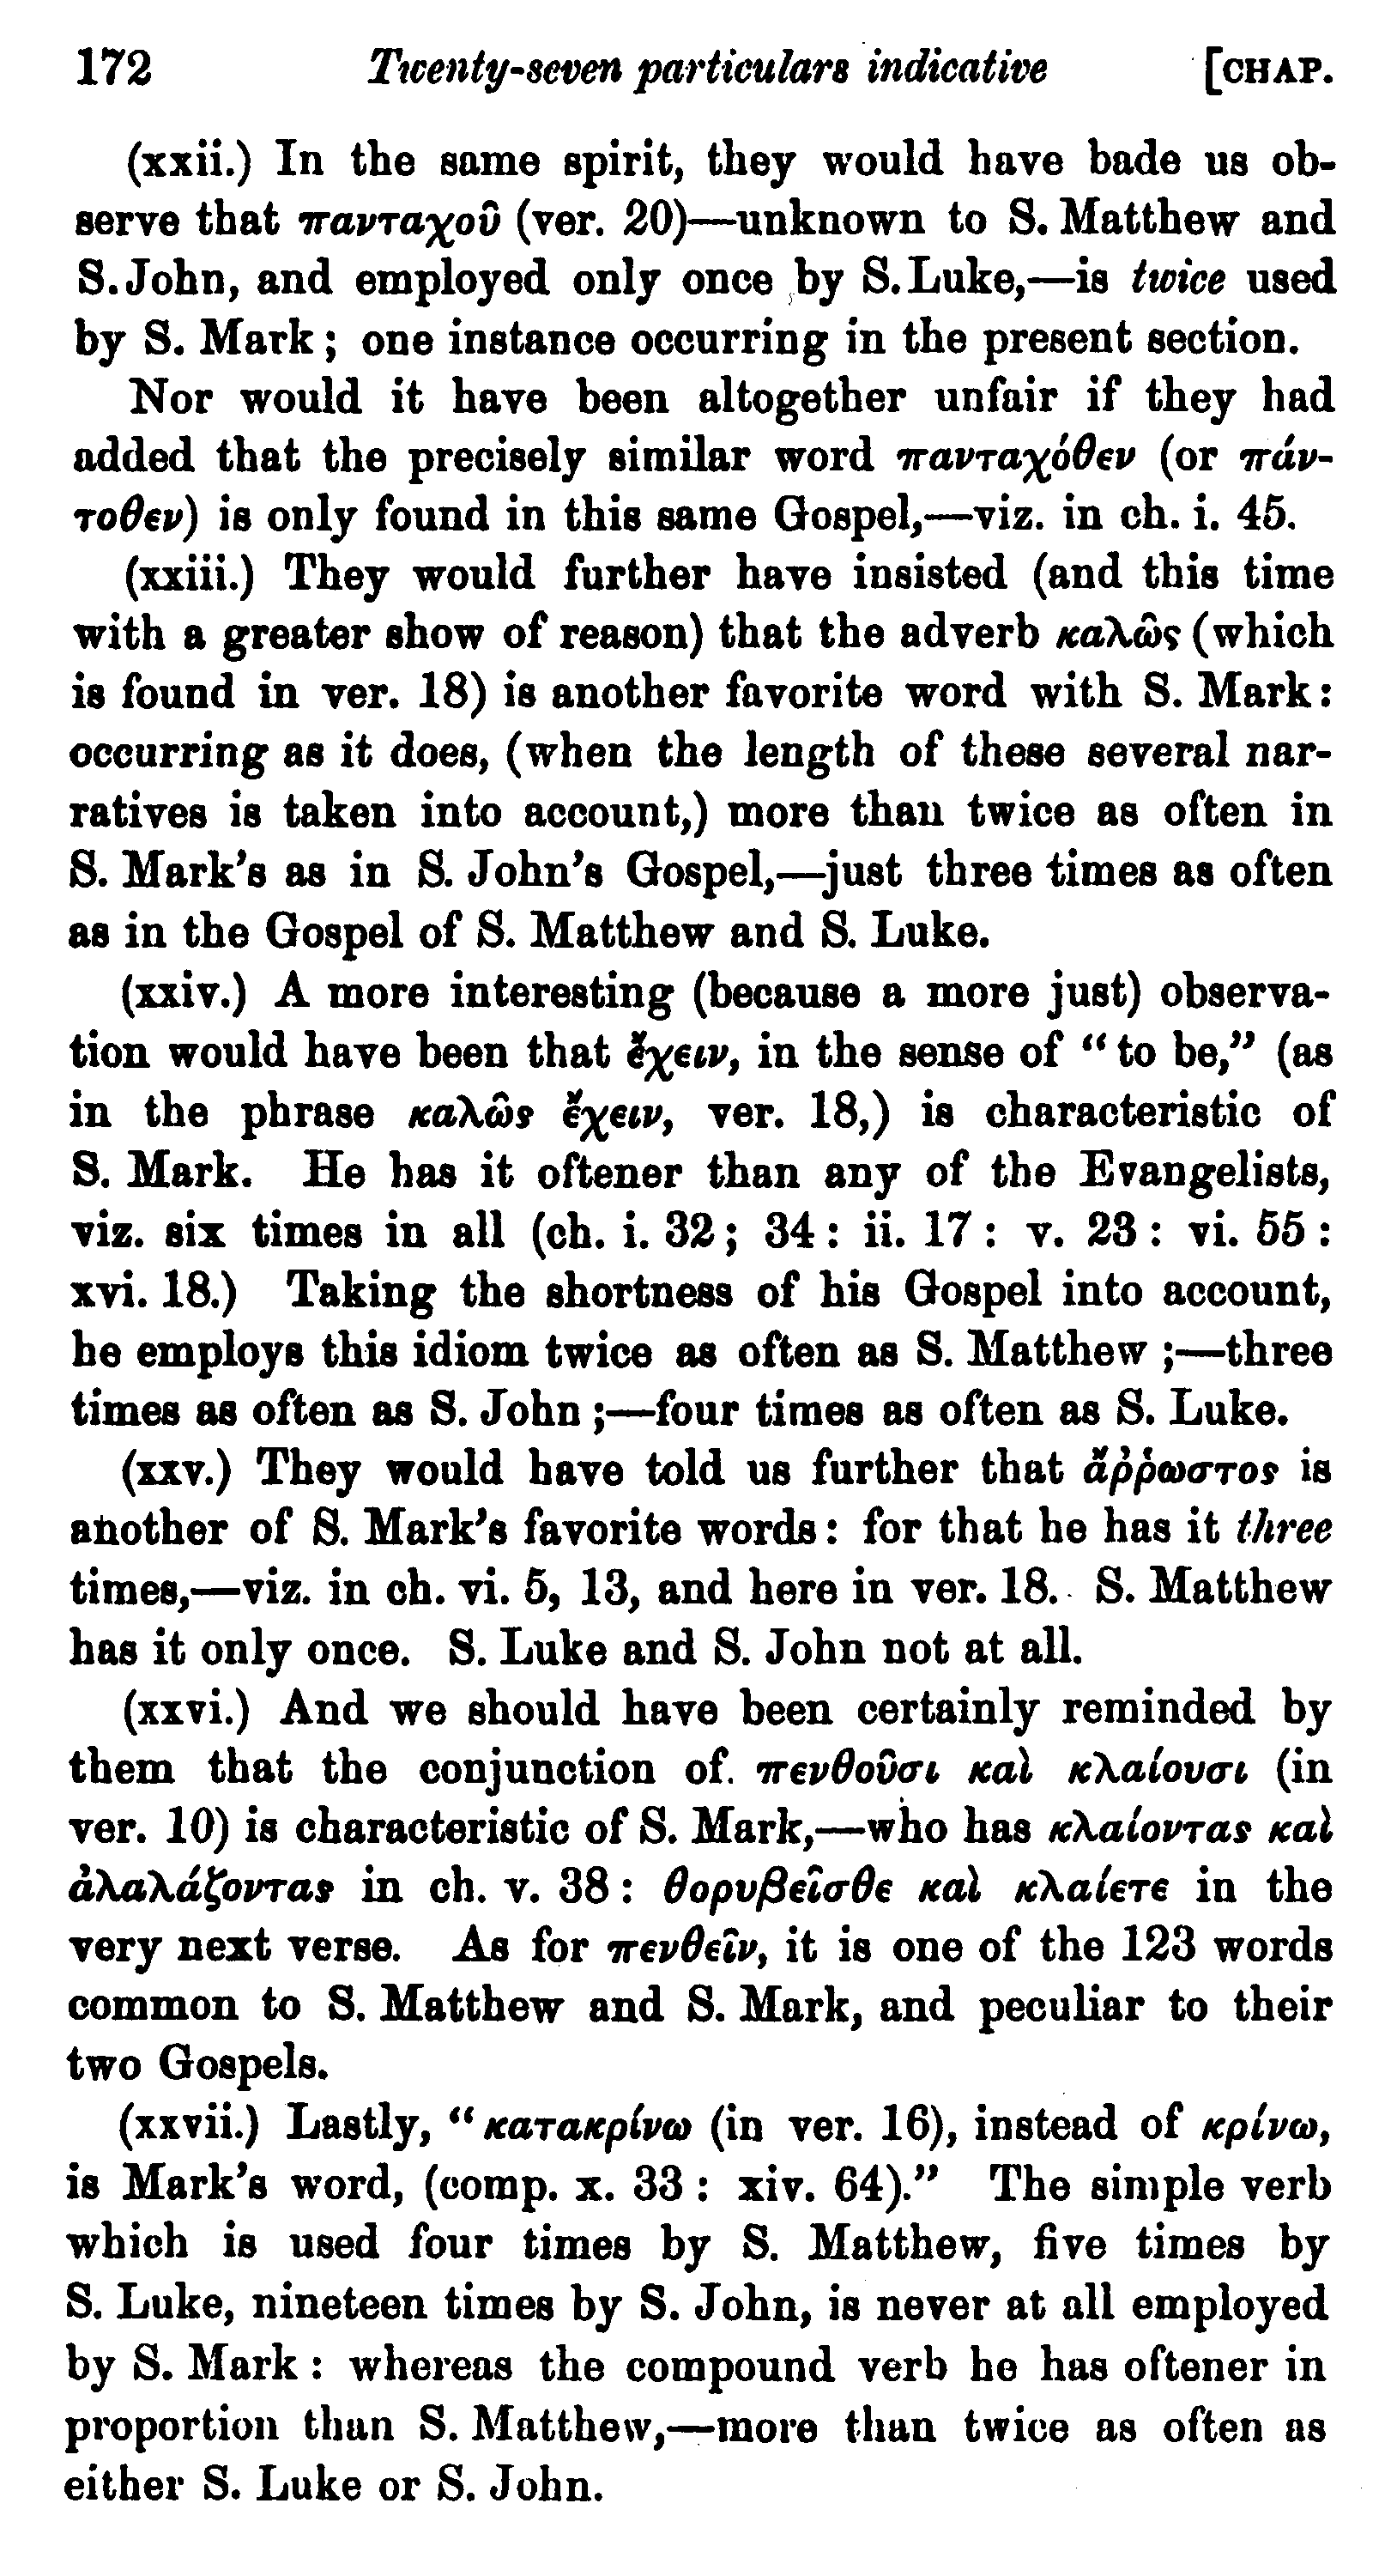 172 Twenty-seven particulars indicative [CHAP.
(xxii.) In the same spirit, they would have bade us ob-
serve that πανταχοῦ (ver. 20)—unknown to S. Matthew and
S. John, and employed only once by S. Luke,—is twice used
by S. Mark; one instance occurring in the present section.
Nor would it have been altogether unfair if they had
added that the precisely similar word πανταχόθεν (or πάν-
τοθεν) is only found in this same Gospel,—viz. in ch. i. 45.
(xxiii.) They would further have insisted (and this time
with a greater show of reason) that the adverb καλῶς (which
is found in ver. 18) is another favorite word with S. Mark:
occurring as it does, (when the length of these several nar-
ratives is taken into account,) more than twice as often in
S. Mark's as in S. John's Gospel,—just three times as often
as in the Gospel of S. Matthew and S. Luke.
(xxiv.) A more interesting (because a more just) observa-
tion would have been that ἔχειν, in the sense of “to be,” (as
in the phrase καλῶς ἔχειν, ver. 18,) is characteristic of
S. Mark. He has it oftener than any of the Evangelists,
viz. six times in all (ch. i. 32; 34: ii. 17: v. 23: vi. 55:
xvi. 18.) Taking the shortness of his Gospel into account,
he employs this idiom twice as often as S. Matthew;—three
times as often as S. John;—four times as often as S. Luke.
(xxv.) They would have told us further that ἄῤῥωστος is
another of S. Mark's favorite words: for that he has it three
times,—viz. in ch. vi. 5, 13, and here in ver. 18. S. Matthew
has it only once. S. Luke and S. John not at all.
(xxvi.) And we should have been certainly reminded by
them that the conjunction of πενθοῦσι καὶ κλαίουσι (in
ver. 10) is characteristic of S. Mark,—who has κλαίοντας καὶ
ἀλαλάζοντας in ch. v. 38: θορυβεῖσθε καὶ κλαίετε in the
very next verse. As for πενθεῖν, it is one of the 123 words
common to S. Matthew and S. Mark, and peculiar to their
two Gospels.
(xxvii.) Lastly, “κατακρίνω (in ver. 16), instead of κρίνω,
is Mark's word, (comp. x. 33: xiv. 64).” The simple verb
which is used four times by S. Matthew, five times by
S. Luke, nineteen times by S. John, is never at all employed
by S. Mark: whereas the compound verb he has oftener in
proportion than S. Matthew,—more than twice as often as
either S. Luke or S. John.